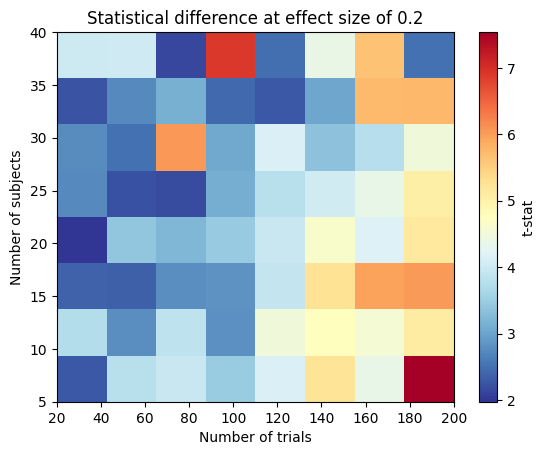 Statistical difference at effect size of 0.2
40
35
30
25
20
15
10
5
Number of subjects
20 40 60 80 100 120 140 160 180 200
Number of trials
7
6
5
4
3
2
t-stat